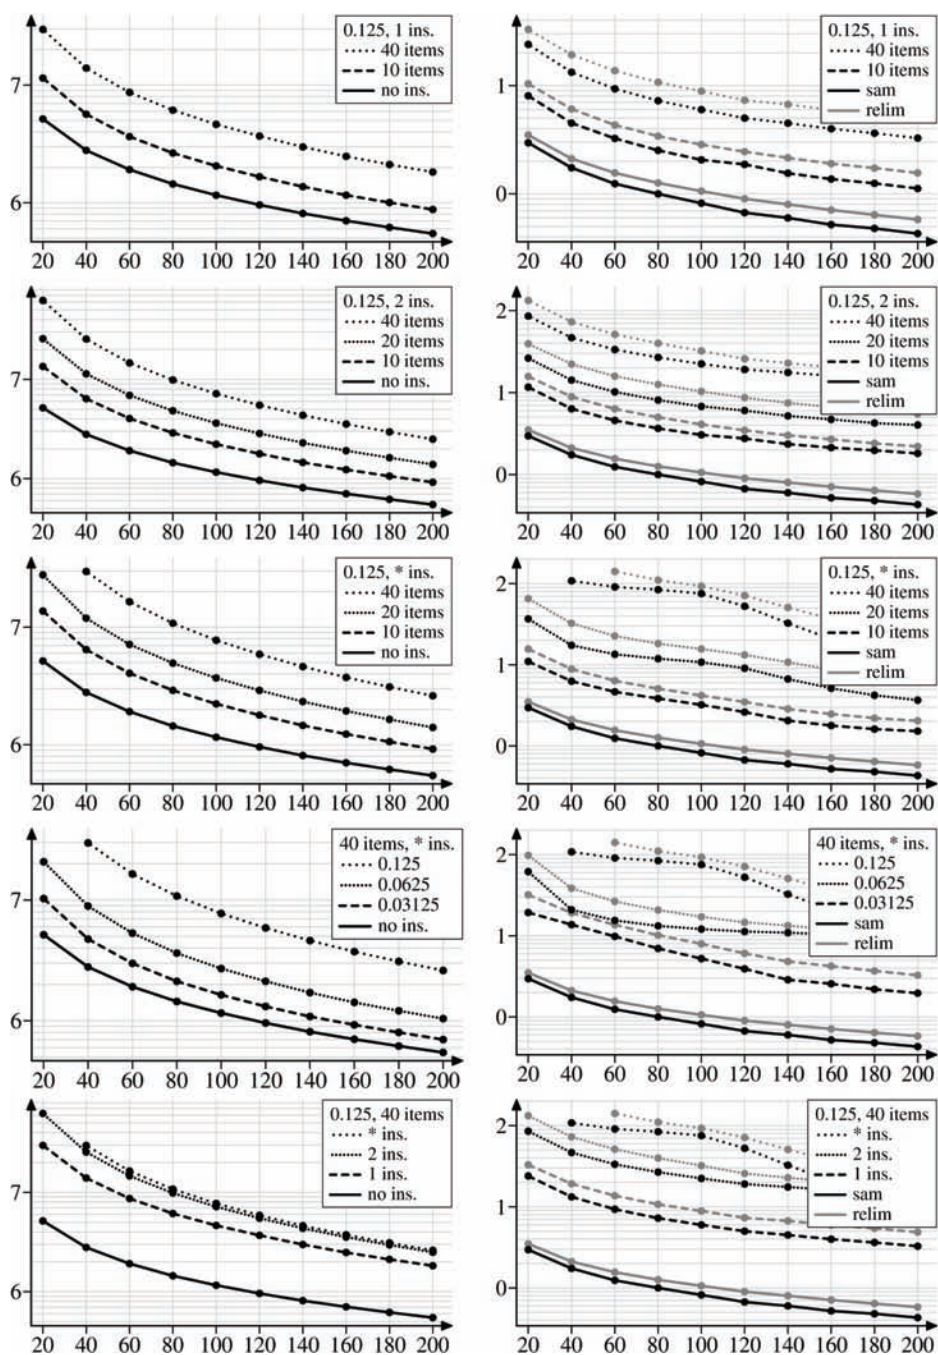 0.125, 1 ins.
40 items
10 items
no ins.
7
6
20 40 60 80 100 120 140 160 180 200
0.125, 1 ins.
40 items
10 items
sam
relim
1
0
20 40 60 80 100 120 140 160 180 200
0.125, 2 ins.
40 items
20 items
10 items
no ins.
7
6
20 40 60 80 100 120 140 160 180 200
0.125, 2 ins.
40 items
20 items
10 items
sam
relim
2
1
0
20 40 60 80 100 120 140 160 180 200
0.125, * ins.
40 items
20 items
10 items
no ins.
7
6
20 40 60 80 100 120 140 160 180 200
0.125, * ins.
40 items
20 items
10 items
sam
relim
2
1
0
20 40 60 80 100 120 140 160 180 200
40 items, * ins.
0.125
0.0625
0.03125
no ins.
7
6
20 40 60 80 100 120 140 160 180 200
40 items, * ins.
0.125
0.0625
0.03125
sam
relim
2
1
0
20 40 60 80 100 120 140 160 180 200
0.125, 40 items
* ins.
2 ins.
1 ins.
no ins.
7
6
20 40 60 80 100 120 140 160 180 200
0.125, 40 items
* ins.
2 ins.
1 ins.
sam
relim
2
1
0
20 40 60 80 100 120 140 160 180 200